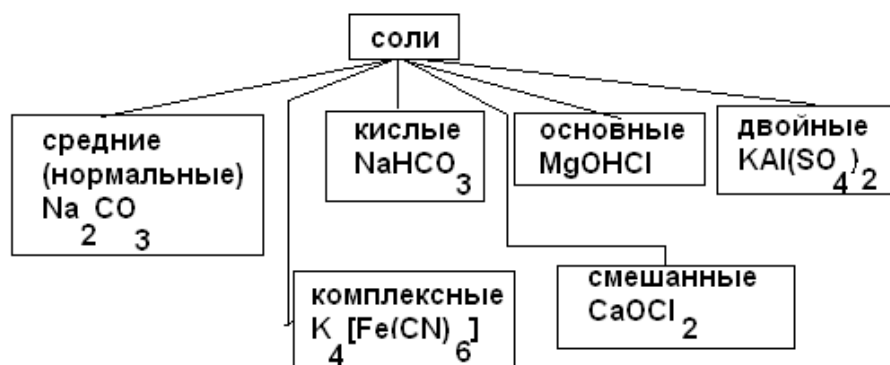 соли
средние
(нормальные)
Na₂CO₃
кислые
NaHCO₃
основные
MgOHCl
двойные
KAl(SO₄)₂
комплексные
K₄[Fe(CN)₆]
смешанные
CaOCl₂